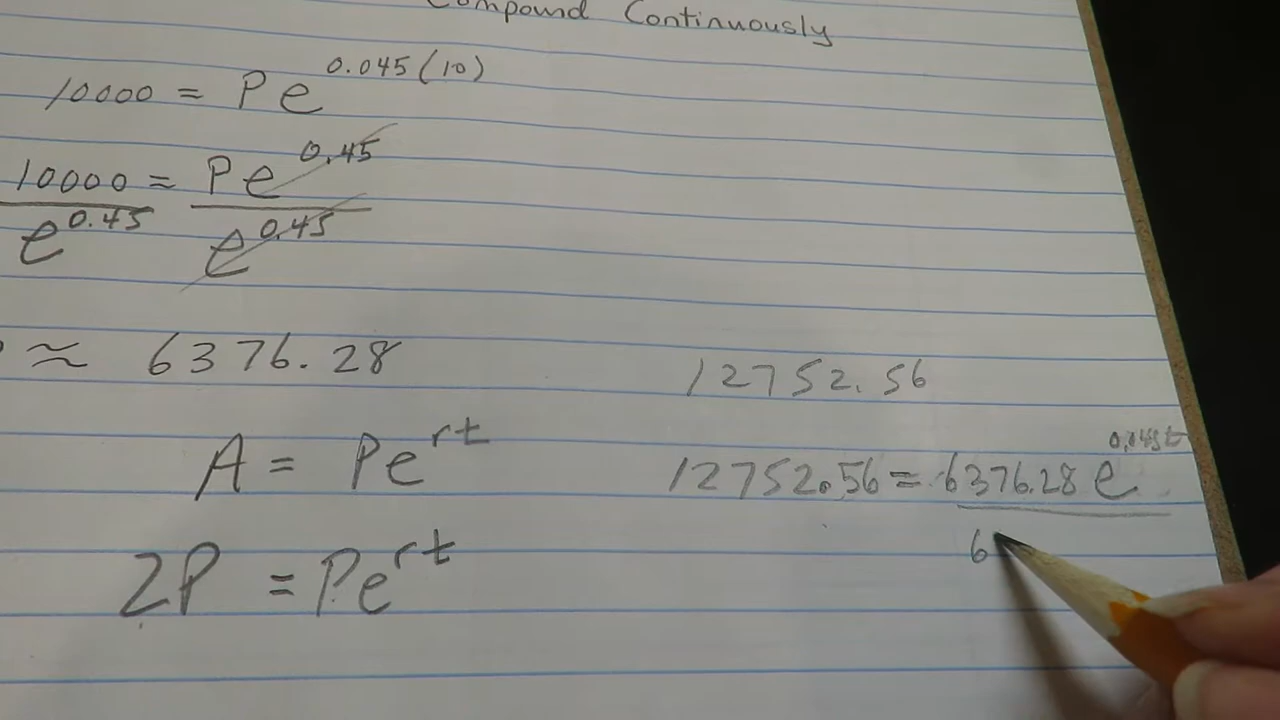 Compound Continuously
10000 = Pe^0.045(10)
10000 = Pe^0.45
e^0.45 e^0.45
≈ 6376.28
12752.56
A = Pe^rt
12752.56 = 6376.28 e^0.045t
6
2P = Pe^rt